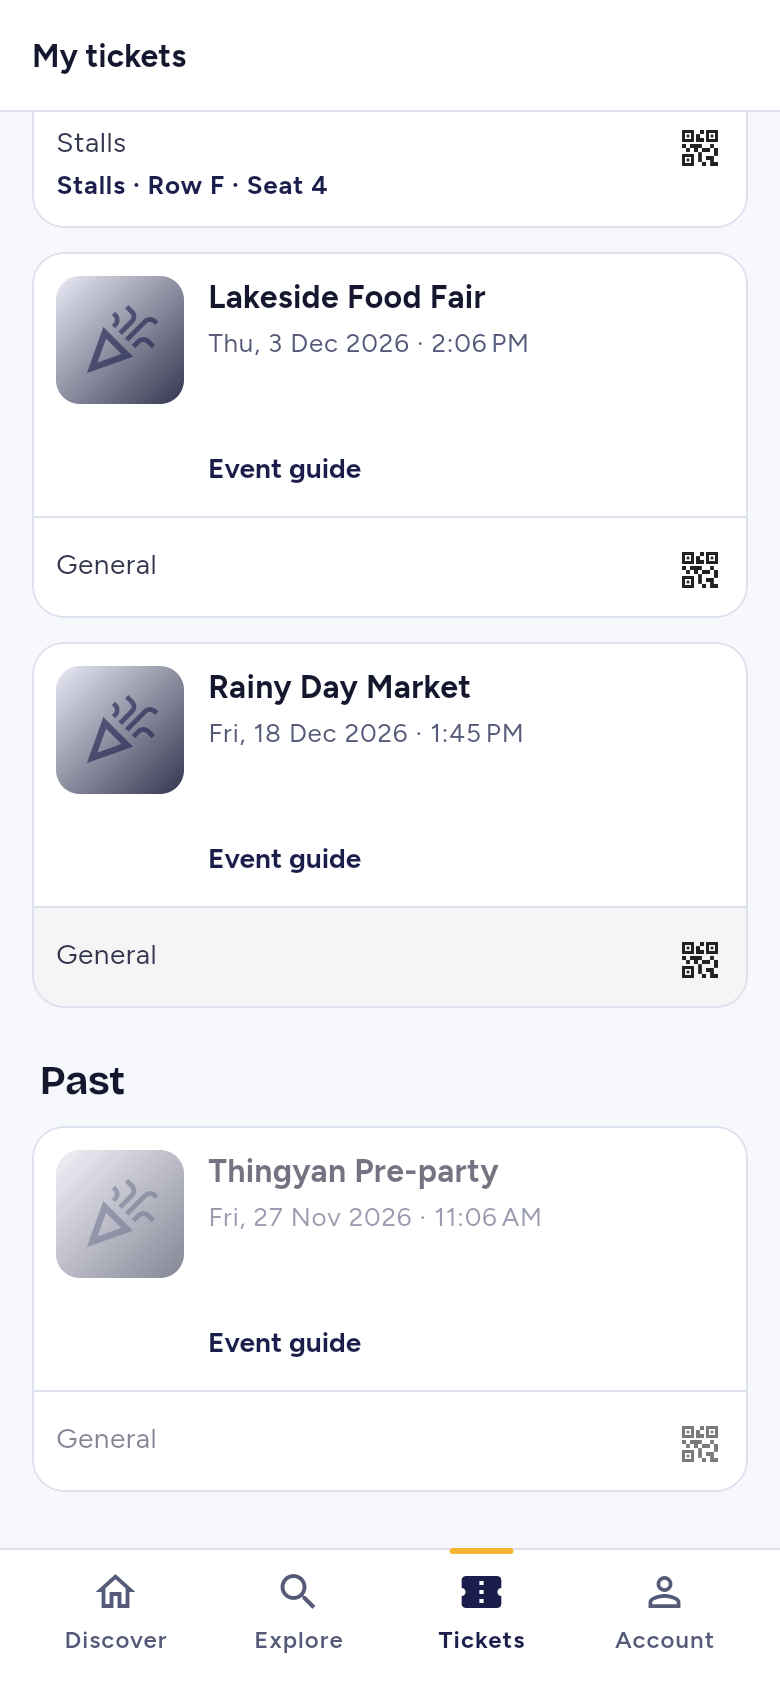 My tickets
Stalls
Stalls · Row F · Seat 4
Lakeside Food Fair
Thu, 3 Dec 2026 · 2:06 PM
Event guide
General
Rainy Day Market
Fri, 18 Dec 2026 · 1:45 PM
Event guide
General
Past
Thingyan Pre-party
Fri, 27 Nov 2026 · 11:06 AM
Event guide
General
Discover
Explore
Tickets
Account